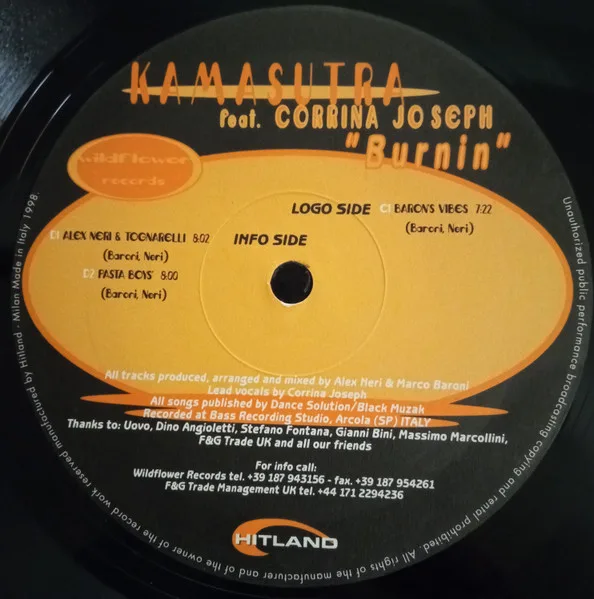 KAMASUTRA
feat. CORRINA JOSEPH
"Burnin"
wildflower
records
LOGO SIDE C1 BARON'S VIBES 7:22
(Baroni, Neri)
D1 ALEX NERI & TOGNARELLI 8:02 INFO SIDE
(Baroni, Neri)
D2 PASTA BOYS' 8:00
(Baroni, Neri)
All tracks produced, arranged and mixed by Alex Neri & Marco Baroni
Lead vocals by Corrina Joseph
All songs published by Dance Solution/Black Muzak
Recorded at Bass Recording Studio, Arcola (SP) ITALY
Thanks to: Uovo, Dino Angioletti, Stefano Fontana, Gianni Bini, Massimo Marcollini,
F&G Trade UK and all our friends
For info call:
Wildflower Records tel. +39 187 943156 - fax. +39 187 954261
F&G Trade Management UK tel. +44 171 2294236
HITLAND
Unauthorized public performance broadcasting copying and rental prohibited. All rights of the manufacturer and of the owner of the record work reserved manufactured by Hitland - Milan Made in Italy 1998.